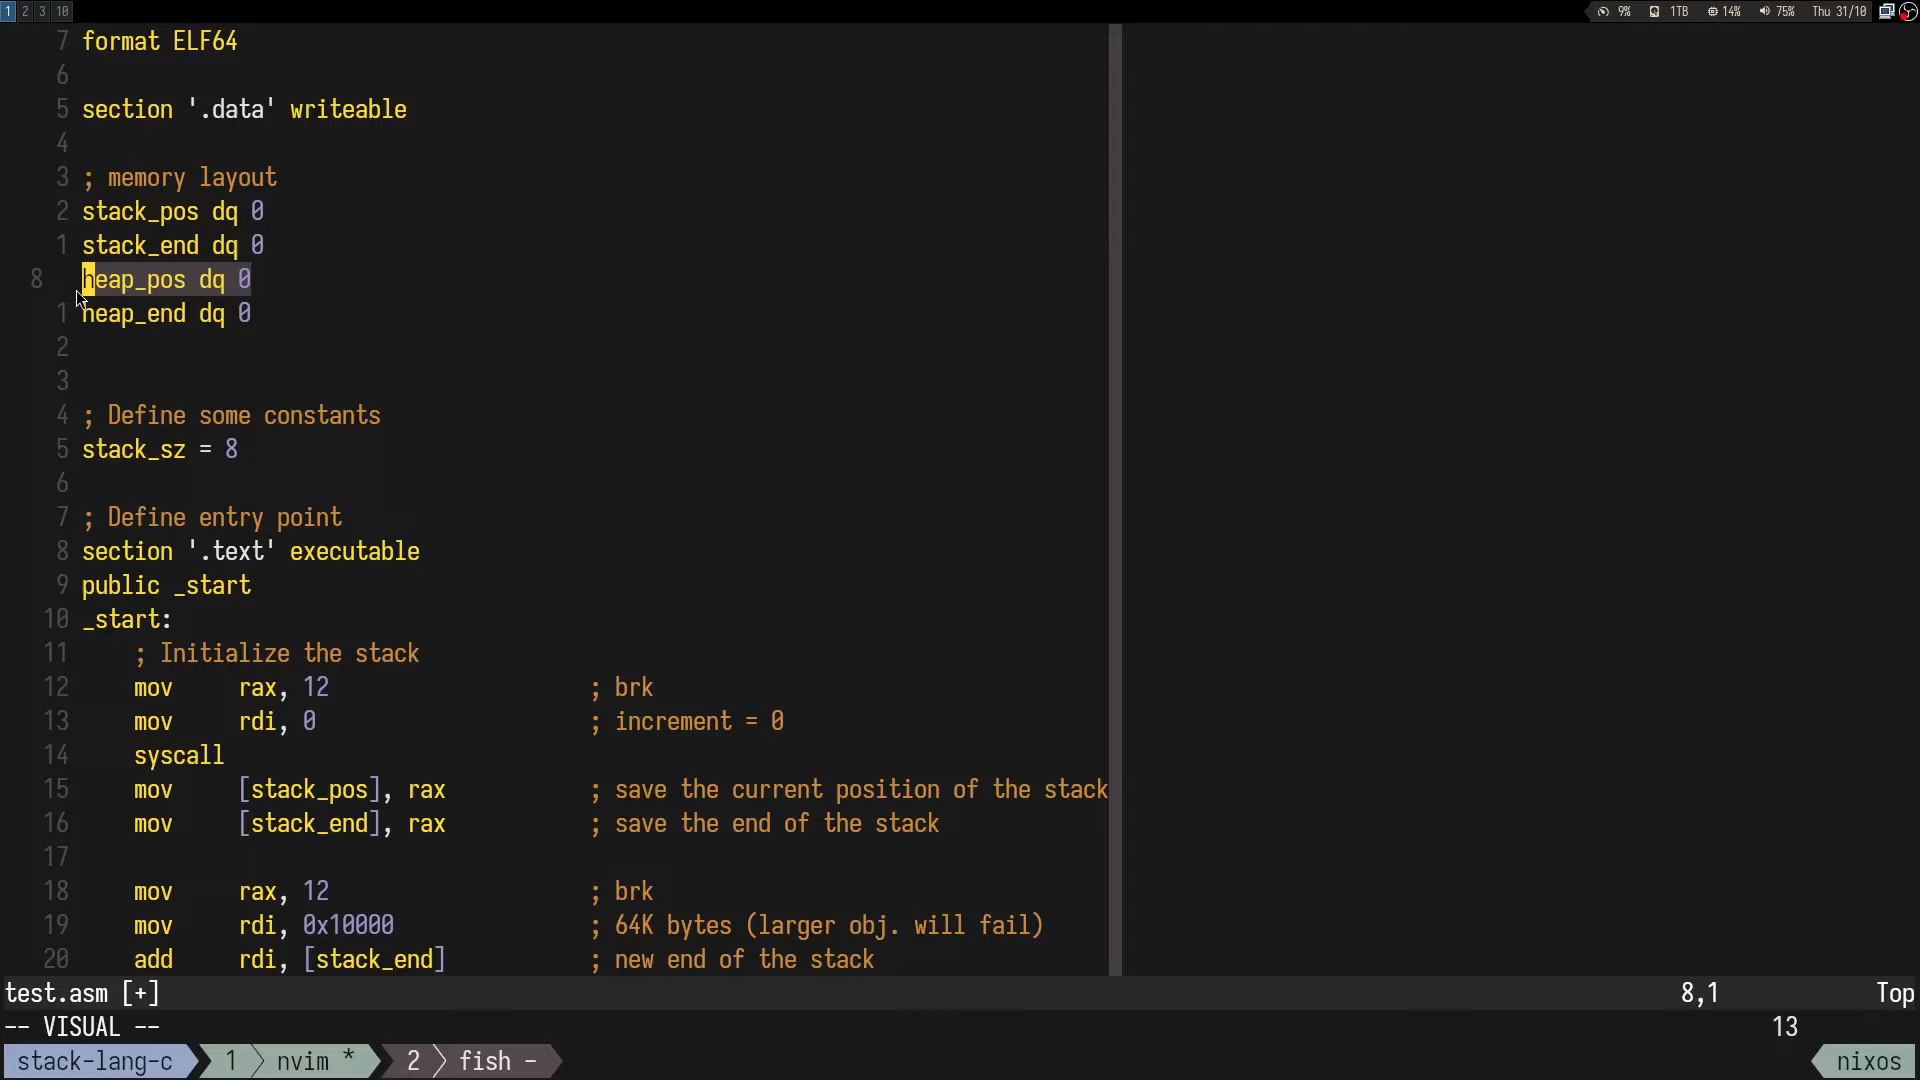 1 2 3 10 9% 1TB 14% 75% Thu 31/10
7 format ELF64
6
5 section '.data' writeable
4
3 ; memory layout
2 stack_pos dq 0
1 stack_end dq 0
8 heap_pos dq 0
1 heap_end dq 0
2
3
4 ; Define some constants
5 stack_sz = 8
6
7 ; Define entry point
8 section '.text' executable
9 public _start
10 _start:
11 ; Initialize the stack
12 mov rax, 12 ; brk
13 mov rdi, 0 ; increment = 0
14 syscall
15 mov [stack_pos], rax ; save the current position of the stack
16 mov [stack_end], rax ; save the end of the stack
17
18 mov rax, 12 ; brk
19 mov rdi, 0x10000 ; 64K bytes (larger obj. will fail)
20 add rdi, [stack_end] ; new end of the stack
test.asm [+] 8,1 Top
-- VISUAL -- 13
stack-lang-c 1 nvim * 2 fish - nixos